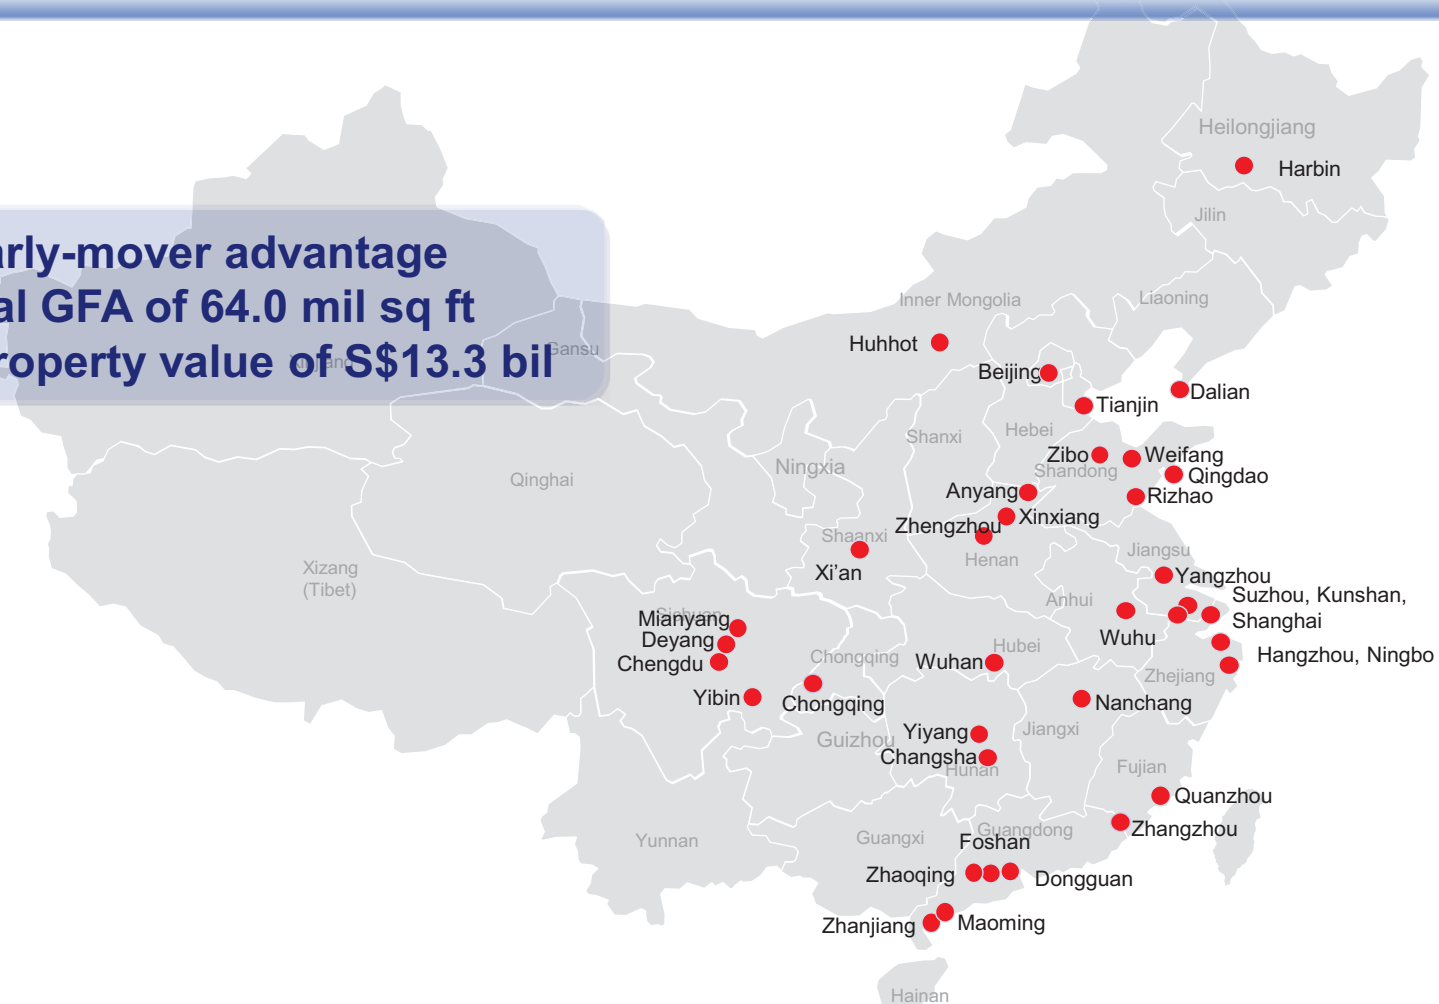 Heilongjiang
Harbin
Jilin
arly-mover advantage
al GFA of 64.0 mil sq ft
roperty value of S$13.3 bil
Inner Mongolia
Liaoning
Huhhot
Gansu
Xinjiang
Beijing
Dalian
Tianjin
Shanxi
Hebei
Zibo
Weifang
Ningxia
Shandong
Qingdao
Qinghai
Anyang
Rizhao
Xinxiang
Zhengzhou
Shaanxi
Jiangsu
Henan
Xizang
(Tibet)
Xi’an
Yangzhou
Anhui
Suzhou, Kunshan,
Shanghai
Sichuan
Mianyang
Deyang
Wuhu
Hubei
Chengdu
Chongqing
Wuhan
Hangzhou, Ningbo
Zhejiang
Yibin
Chongqing
Nanchang
Yiyang
Jiangxi
Guizhou
Changsha
Hunan
Fujian
Quanzhou
Guangdong
Zhangzhou
Yunnan
Guangxi
Foshan
Zhaoqing
Dongguan
Zhanjiang
Maoming
Hainan